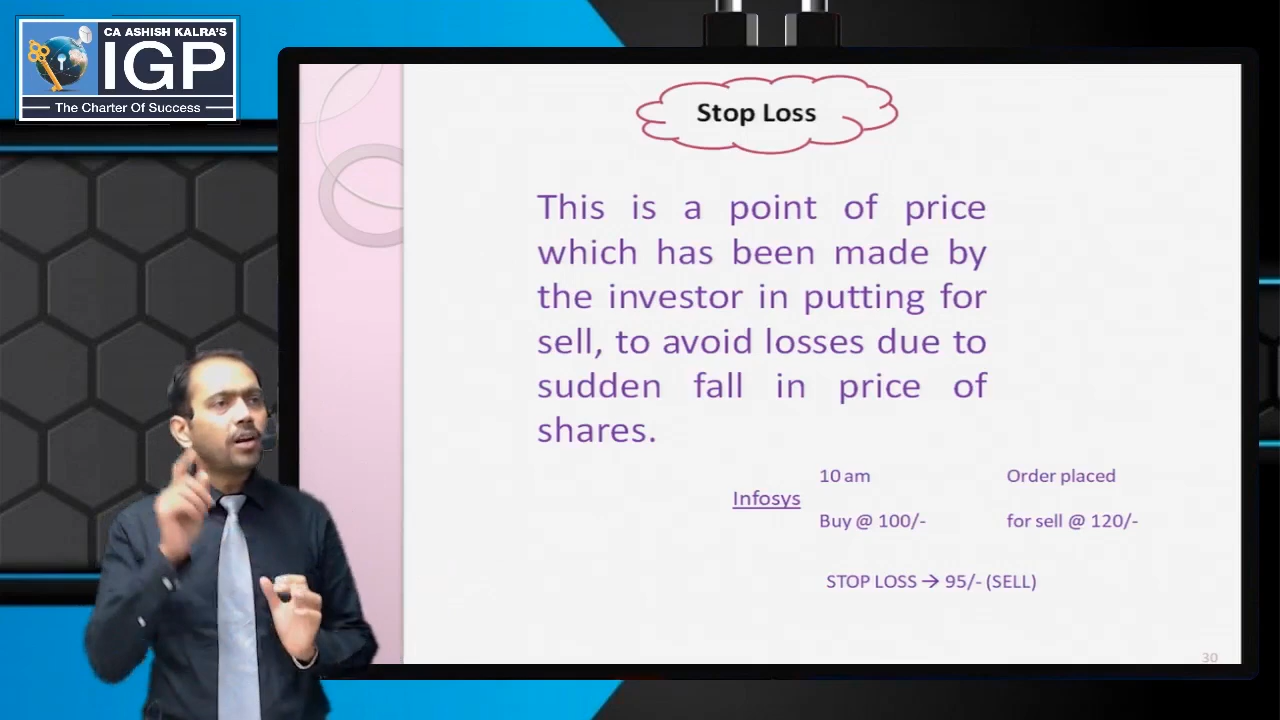 CA ASHISH KALRA'S
IGP
The Charter Of Success
Stop Loss
This is a point of price
which has been made by
the investor in putting for
sell, to avoid losses due to
sudden fall in price of
shares.
10 am
Order placed
Infosys
Buy @ 100/-
for sell @ 120/-
STOP LOSS → 95/- (SELL)
30